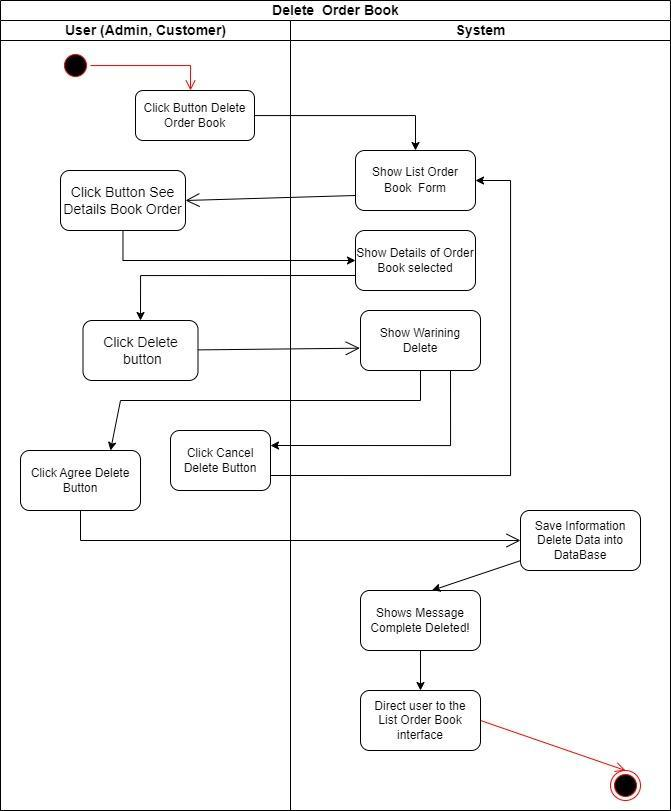 Delete Order Book
User (Admin, Customer)
System
Click Button Delete
Order Book
Show List Order
Book Form
Click Button See
Details Book Order
Show Details of Order
Book selected
Click Delete
button
Show Warining
Delete
Click Cancel
Delete Button
Click Agree Delete
Button
Save Information
Delete Data into
DataBase
Shows Message
Complete Deleted!
Direct user to the
List Order Book
interface